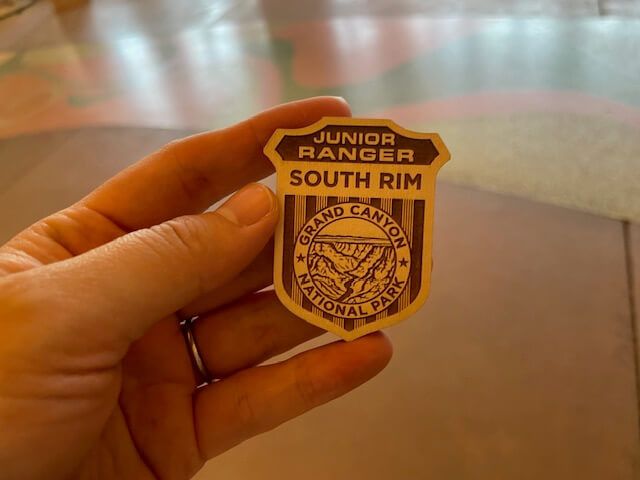 JUNIOR
RANGER
SOUTH RIM
GRAND CANYON
NATIONAL PARK